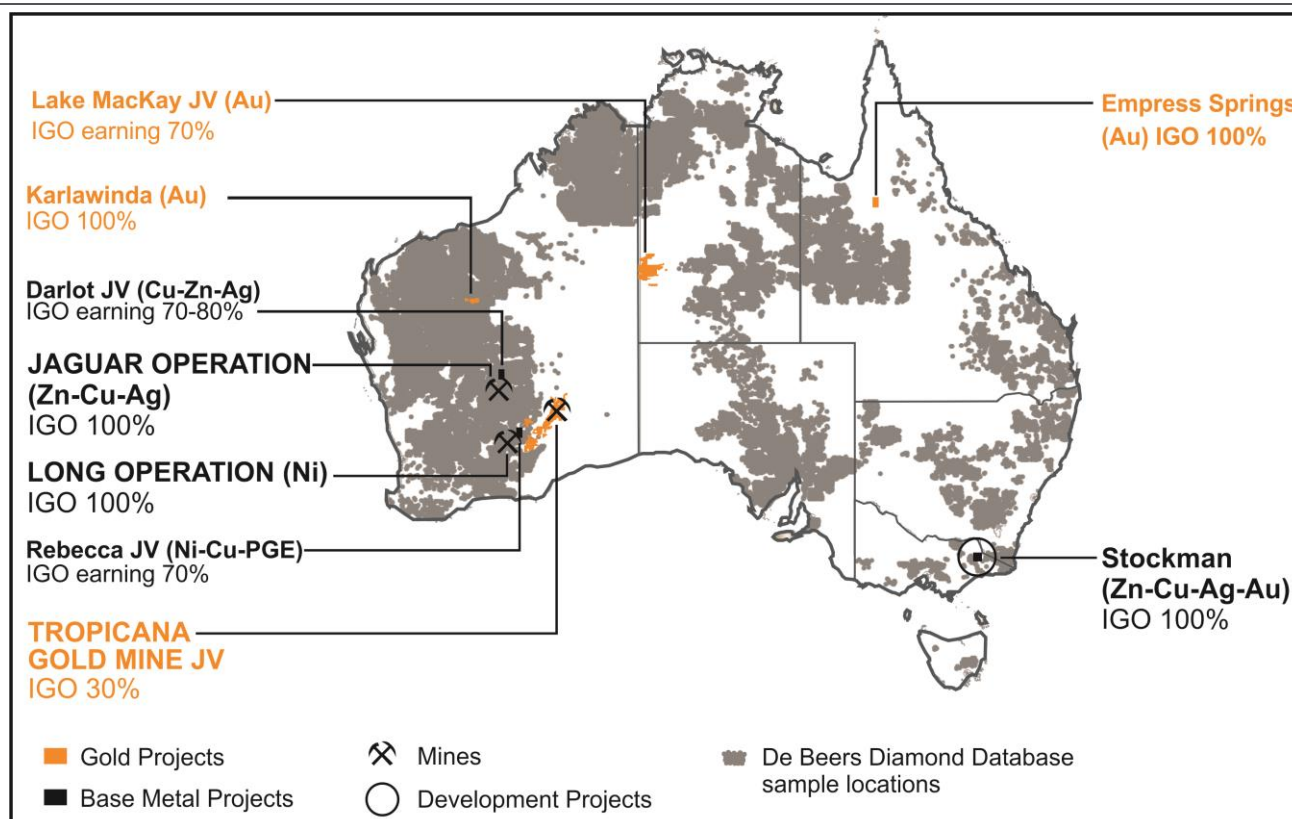 Lake MacKay JV (Au)
IGO earning 70%
Karlawinda (Au)
IGO 100%
Darlot JV (Cu-Zn-Ag)
IGO earning 70-80%
JAGUAR OPERATION
(Zn-Cu-Ag)
IGO 100%
LONG OPERATION (Ni)
IGO 100%
Rebecca JV (Ni-Cu-PGE)
IGO earning 70%
TROPICANA
GOLD MINE JV
IGO 30%
Empress Springs
(Au) IGO 100%
Stockman
(Zn-Cu-Ag-Au)
IGO 100%
Gold Projects
Base Metal Projects
Mines
Development Projects
De Beers Diamond Database
sample locations